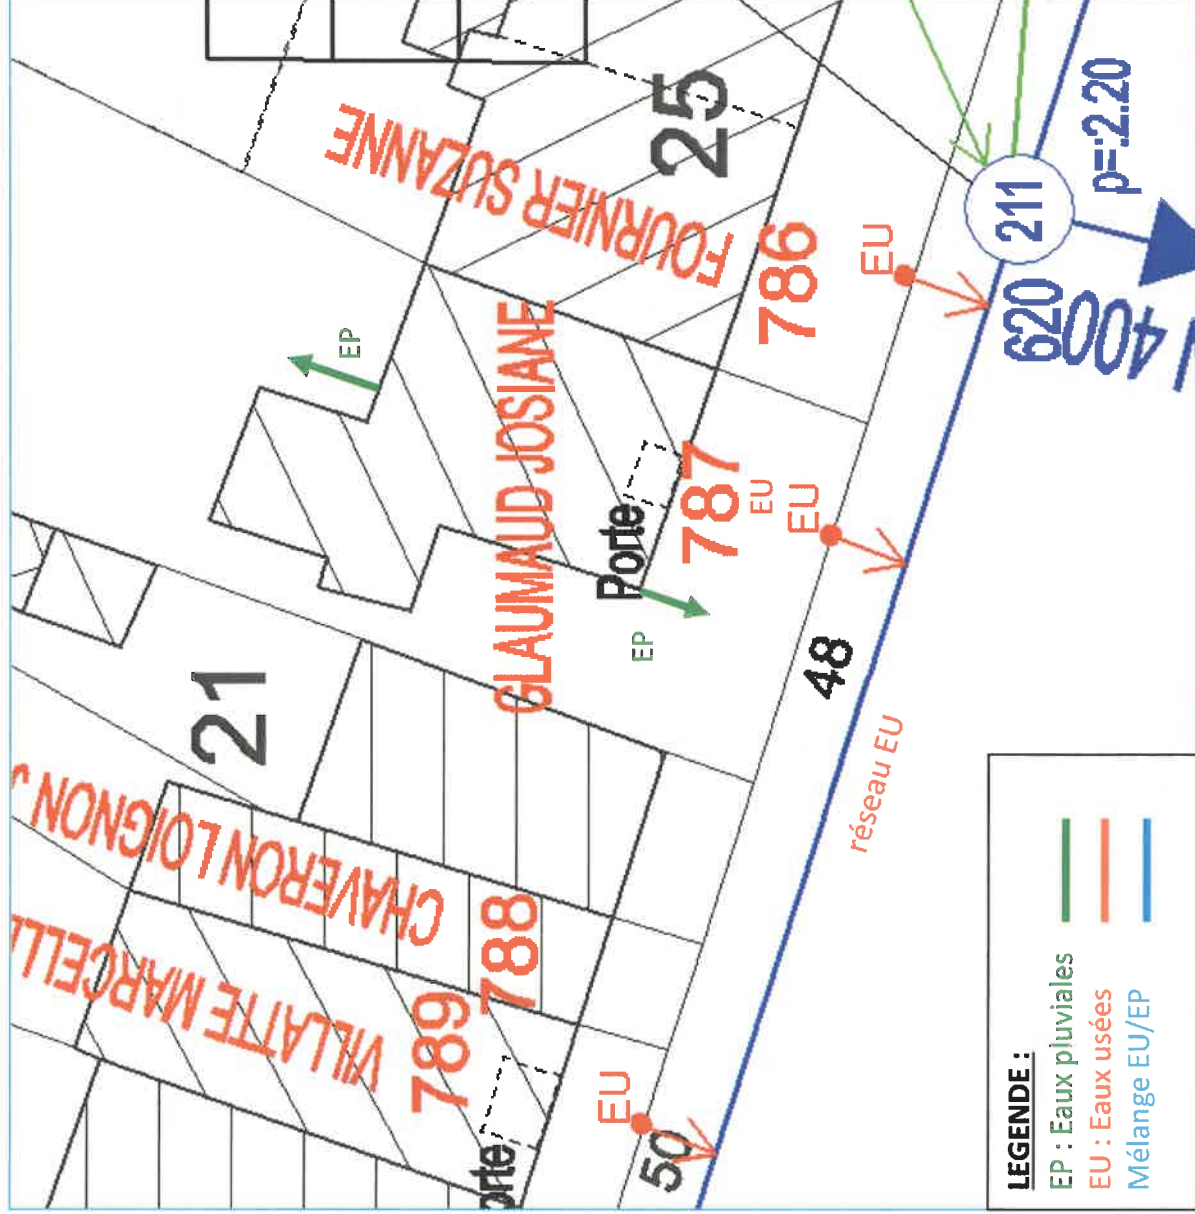 25
FOURNIER SUZANNE
786
EU
211
p=:2.20
620
400
EP
GLAUMAUD JOSIANE
Porte
787
EU
EU
EP
48
réseau EU
21
CHAVERON LOIGNON J
788
VILLATTE MARCELL
789
orte
EU
50
LEGENDE :
EP : Eaux pluviales
EU : Eaux usées
Mélange EU/EP